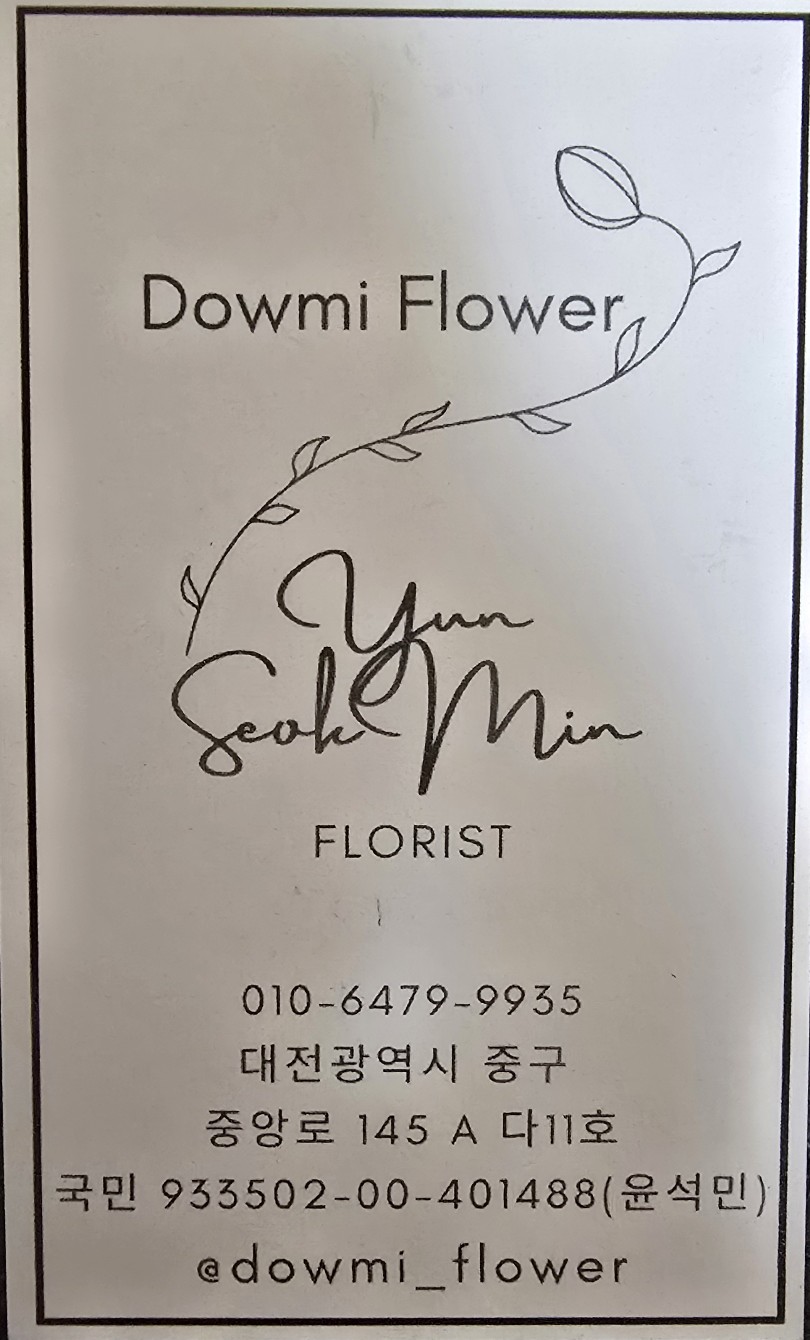 Dowmi Flower
Yun
Seok Min
FLORIST
010-6479-9935
대전광역시 중구
중앙로 145 A 다11호
국민 933502-00-401488(윤석민)
@dowmi_flower